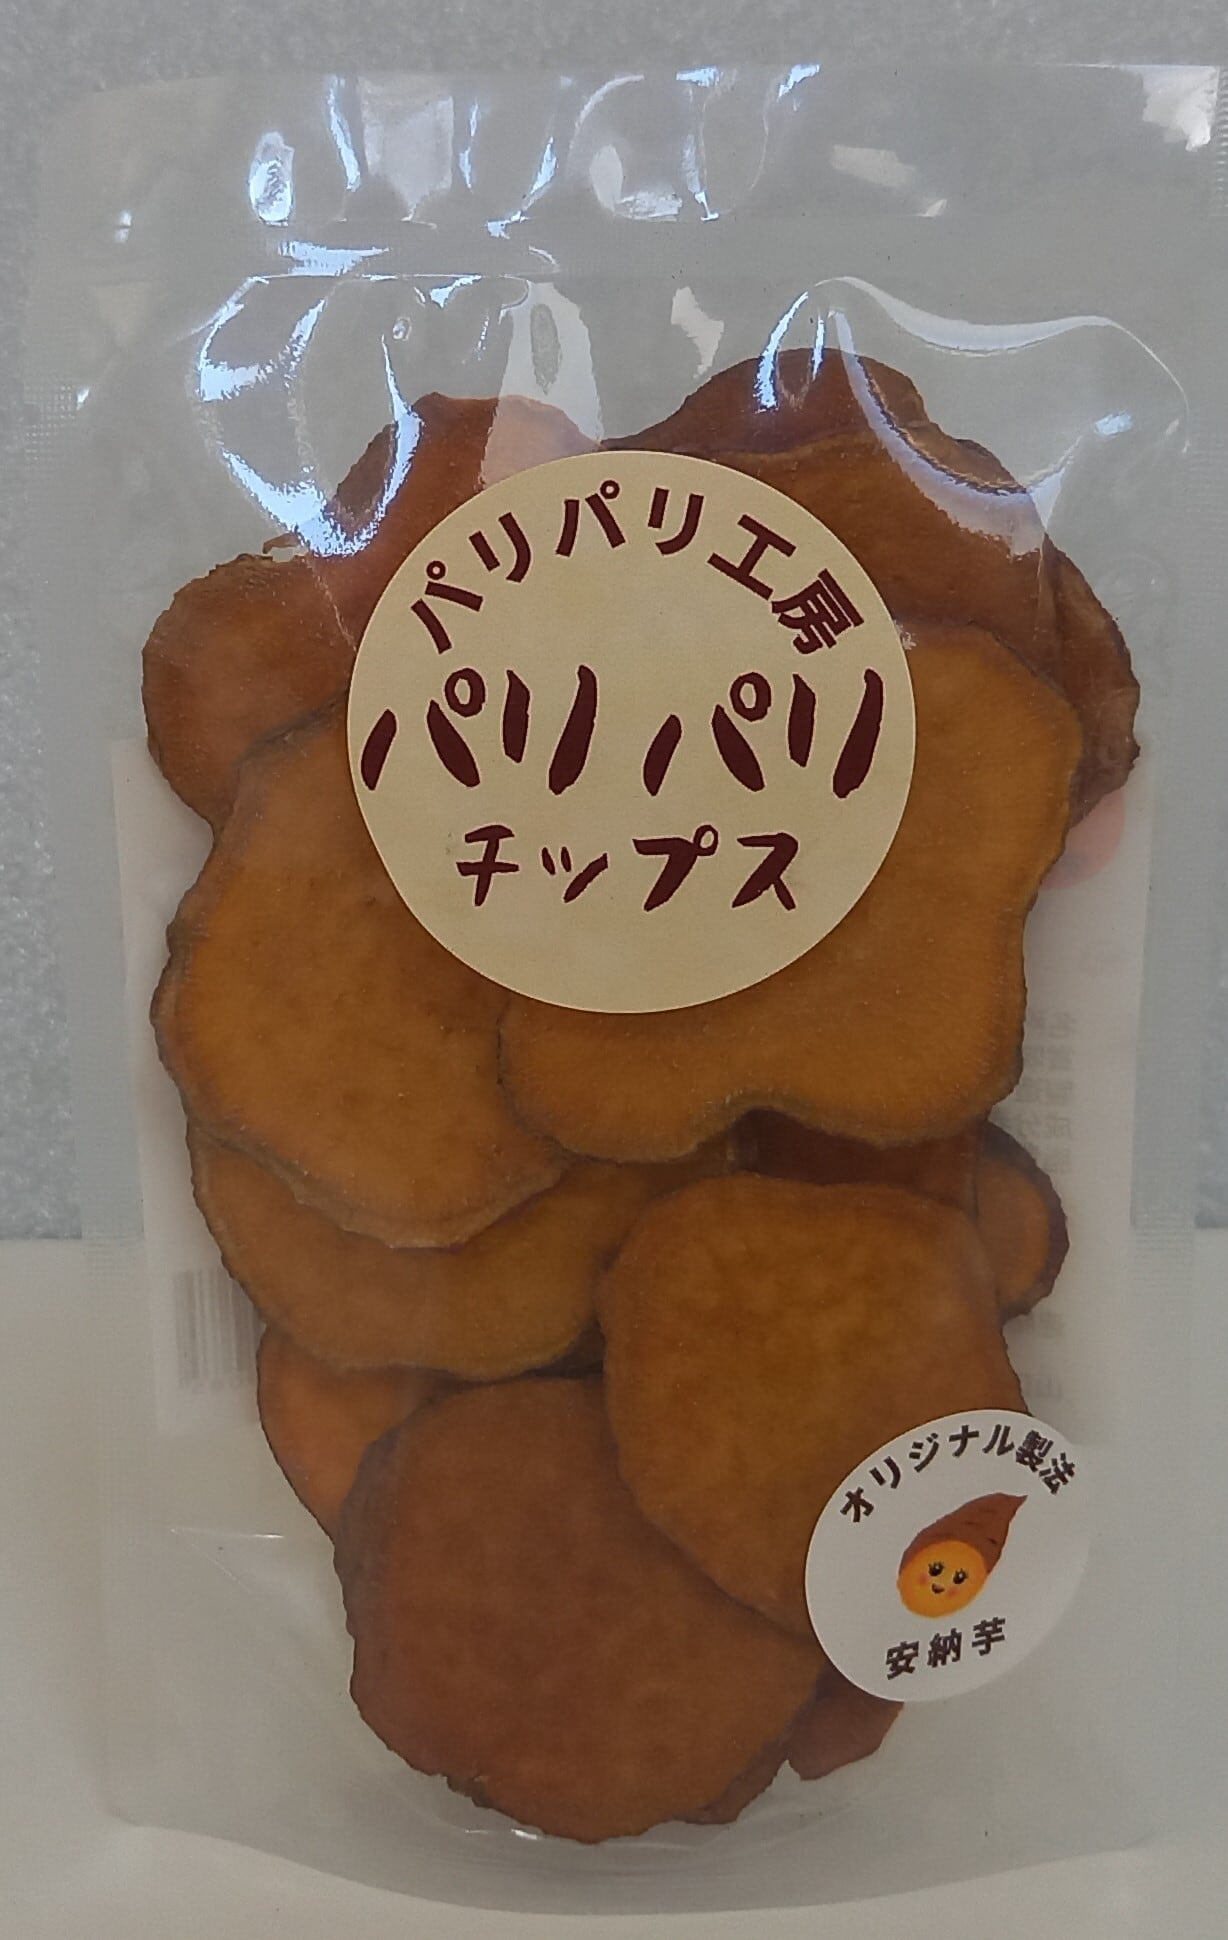 パリパリ工房
パリパリ
チップス
オリジナル製法
安納芋